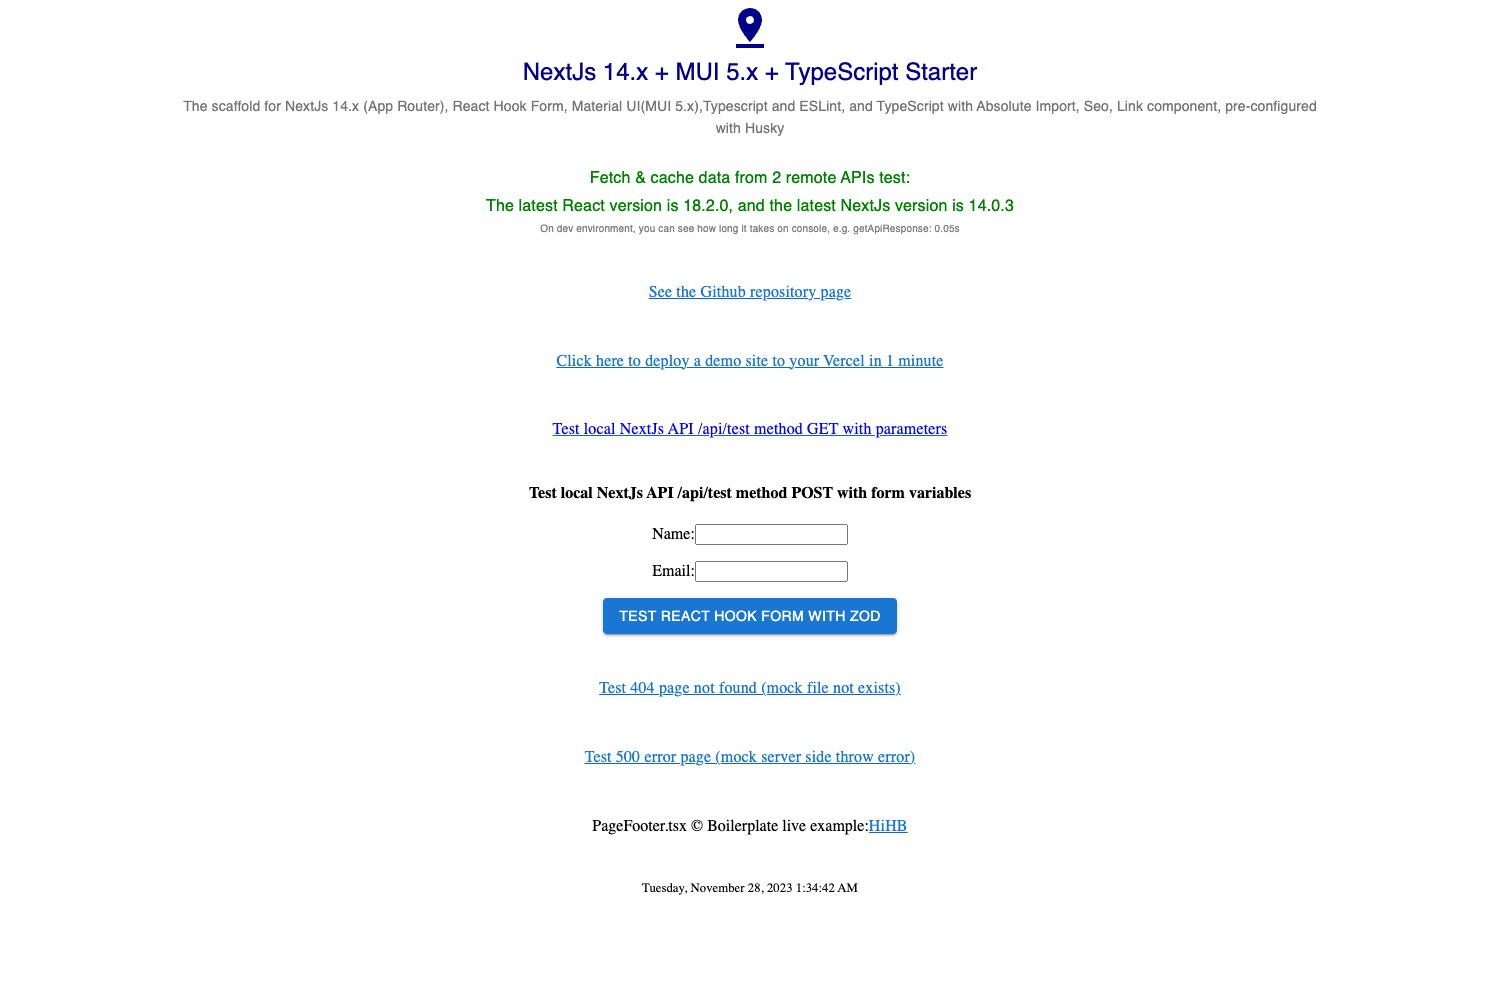 NextJs 14.x + MUI 5.x + TypeScript Starter
The scaffold for NextJs 14.x (App Router), React Hook Form, Material UI(MUI 5.x),Typescript and ESLint, and TypeScript with Absolute Import, Seo, Link component, pre-configured
with Husky
Fetch & cache data from 2 remote APIs test:
The latest React version is 18.2.0, and the latest NextJs version is 14.0.3
On dev environment, you can see how long it takes on console, e.g. getApiResponse: 0.05s
See the Github repository page
Click here to deploy a demo site to your Vercel in 1 minute
Test local NextJs API /api/test method GET with parameters
Test local NextJs API /api/test method POST with form variables
Name:
Email:
TEST REACT HOOK FORM WITH ZOD
Test 404 page not found (mock file not exists)
Test 500 error page (mock server side throw error)
PageFooter.tsx © Boilerplate live example:HiHB
Tuesday, November 28, 2023 1:34:42 AM